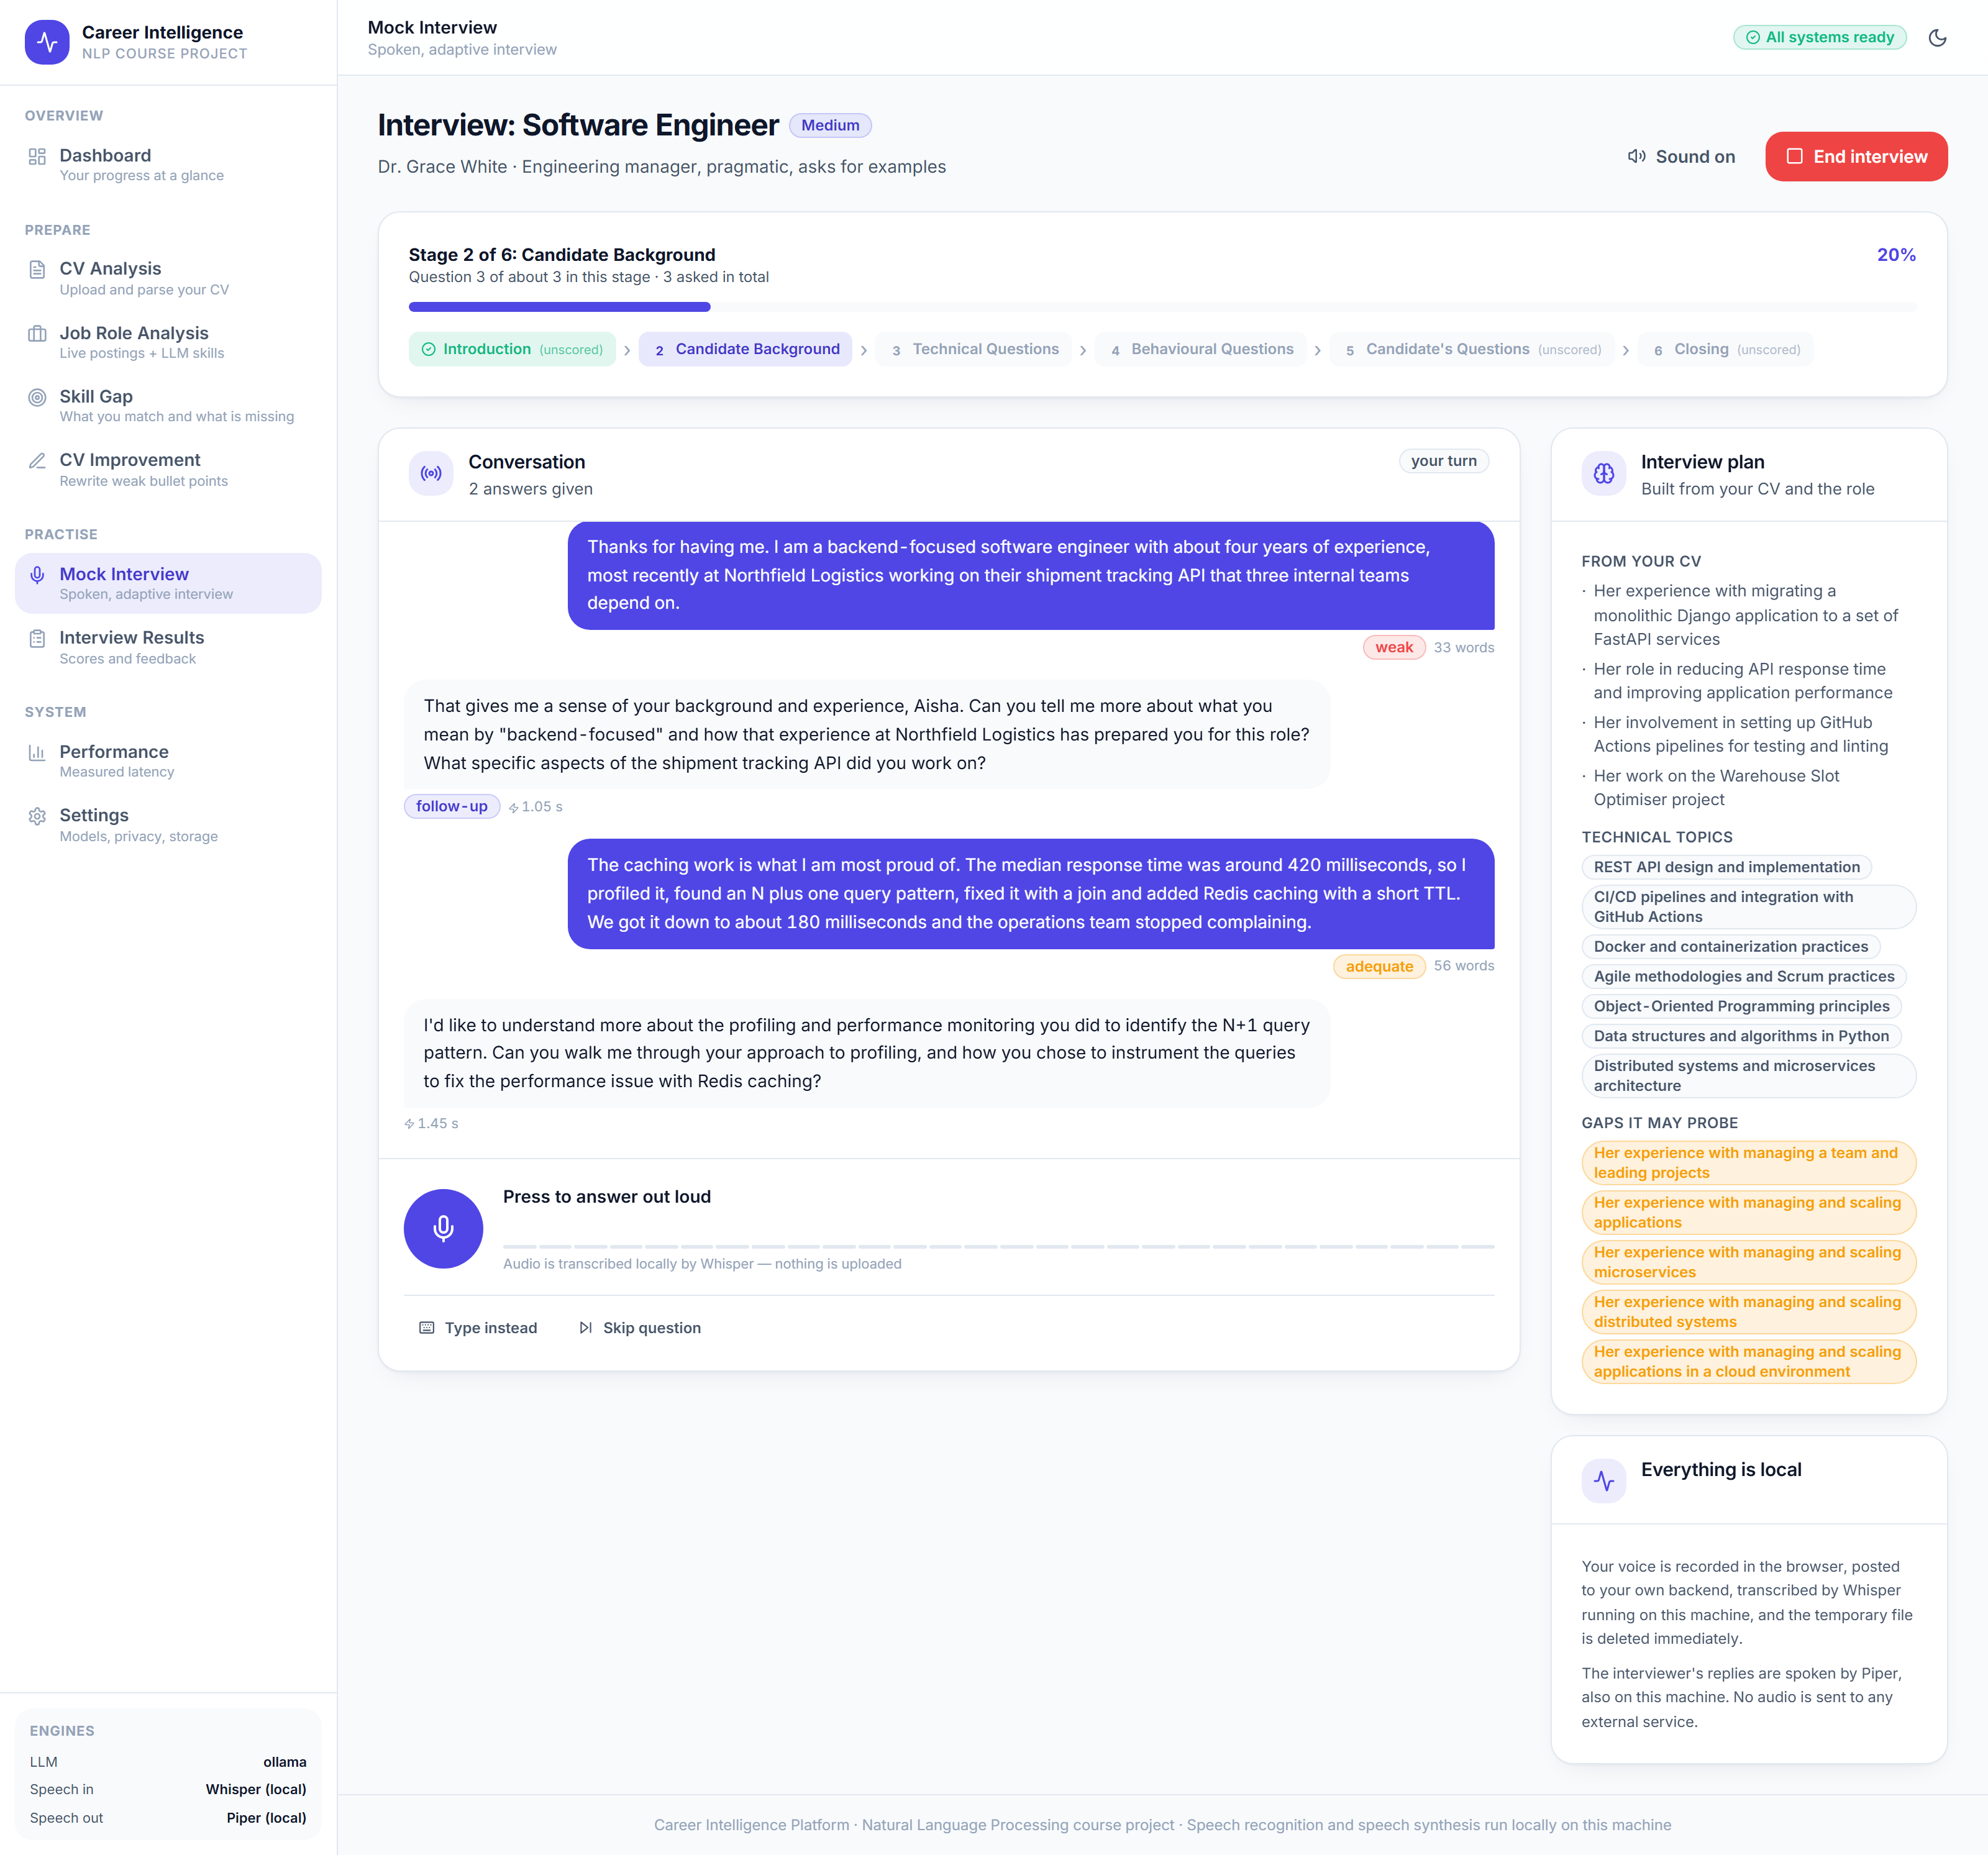 Career Intelligence
NLP COURSE PROJECT
OVERVIEW
Dashboard
Your progress at a glance
PREPARE
CV Analysis
Upload and parse your CV
Job Role Analysis
Live postings + LLM skills
Skill Gap
What you match and what is missing
CV Improvement
Rewrite weak bullet points
PRACTISE
Mock Interview
Spoken, adaptive interview
Interview Results
Scores and feedback
SYSTEM
Performance
Measured latency
Settings
Models, privacy, storage
ENGINES
LLM ollama
Speech in Whisper (local)
Speech out Piper (local)
Mock Interview
Spoken, adaptive interview
All systems ready
Interview: Software Engineer Medium
Dr. Grace White · Engineering manager, pragmatic, asks for examples
Sound on
End interview
Stage 2 of 6: Candidate Background 20%
Question 3 of about 3 in this stage · 3 asked in total
Introduction (unscored) › 2 Candidate Background › 3 Technical Questions › 4 Behavioural Questions › 5 Candidate's Questions (unscored) › 6 Closing (unscored)
Conversation
2 answers given
your turn
Thanks for having me. I am a backend-focused software engineer with about four years of experience,
most recently at Northfield Logistics working on their shipment tracking API that three internal teams
depend on.
weak 33 words
That gives me a sense of your background and experience, Aisha. Can you tell me more about what you
mean by "backend-focused" and how that experience at Northfield Logistics has prepared you for this role?
What specific aspects of the shipment tracking API did you work on?
follow-up 1.05 s
The caching work is what I am most proud of. The median response time was around 420 milliseconds, so I
profiled it, found an N plus one query pattern, fixed it with a join and added Redis caching with a short TTL.
We got it down to about 180 milliseconds and the operations team stopped complaining.
adequate 56 words
I'd like to understand more about the profiling and performance monitoring you did to identify the N+1 query
pattern. Can you walk me through your approach to profiling, and how you chose to instrument the queries
to fix the performance issue with Redis caching?
1.45 s
Press to answer out loud
Audio is transcribed locally by Whisper — nothing is uploaded
Type instead
Skip question
Interview plan
Built from your CV and the role
FROM YOUR CV
· Her experience with migrating a
monolithic Django application to a set of
FastAPI services
· Her role in reducing API response time
and improving application performance
· Her involvement in setting up GitHub
Actions pipelines for testing and linting
· Her work on the Warehouse Slot
Optimiser project
TECHNICAL TOPICS
REST API design and implementation
CI/CD pipelines and integration with
GitHub Actions
Docker and containerization practices
Agile methodologies and Scrum practices
Object-Oriented Programming principles
Data structures and algorithms in Python
Distributed systems and microservices
architecture
GAPS IT MAY PROBE
Her experience with managing a team and
leading projects
Her experience with managing and scaling
applications
Her experience with managing and scaling
microservices
Her experience with managing and scaling
distributed systems
Her experience with managing and scaling
applications in a cloud environment
Everything is local
Your voice is recorded in the browser, posted
to your own backend, transcribed by Whisper
running on this machine, and the temporary file
is deleted immediately.
The interviewer's replies are spoken by Piper,
also on this machine. No audio is sent to any
external service.
Career Intelligence Platform · Natural Language Processing course project · Speech recognition and speech synthesis run locally on this machine